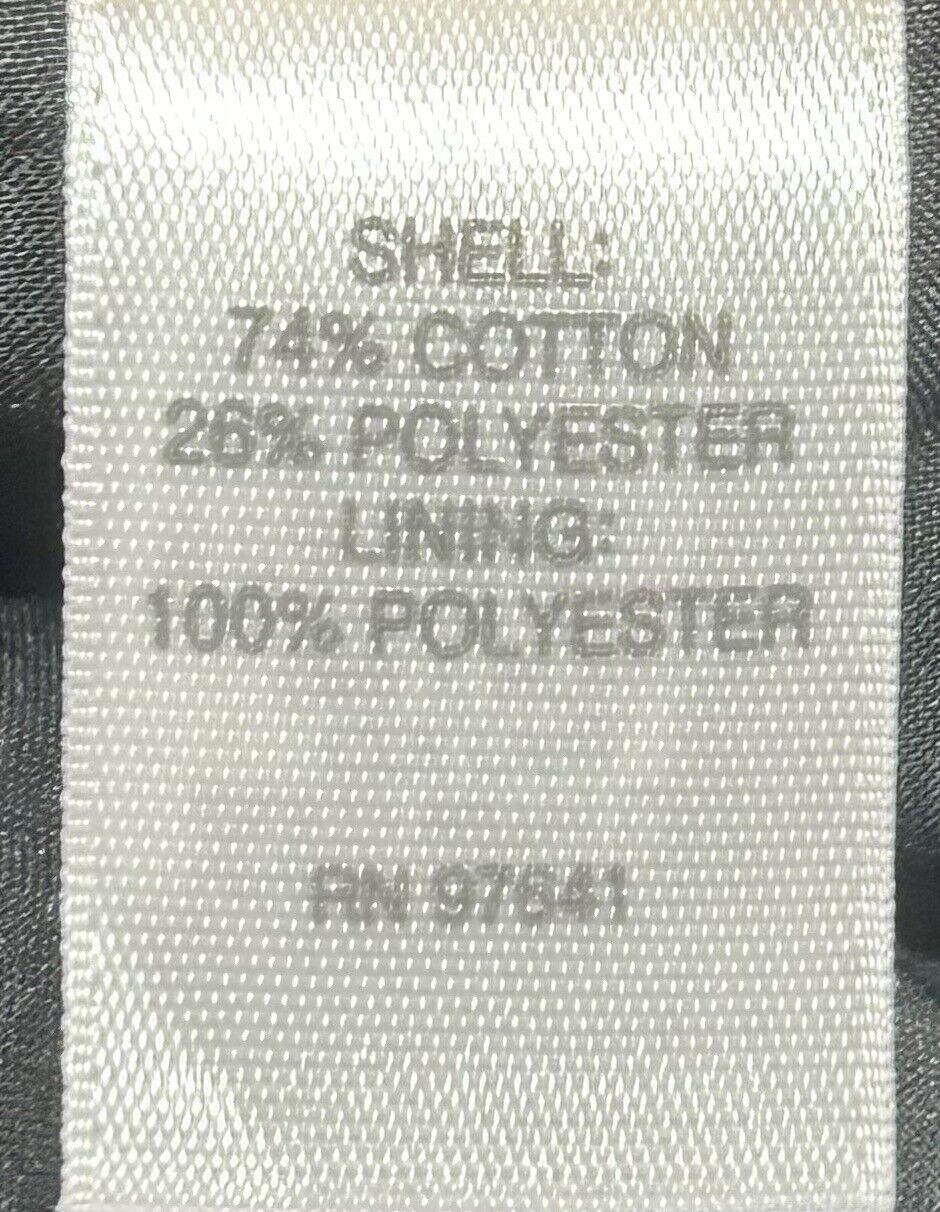 SHELL:
74% COTTON
26% POLYESTER
LINING:
100% POLYESTER
RN 97641